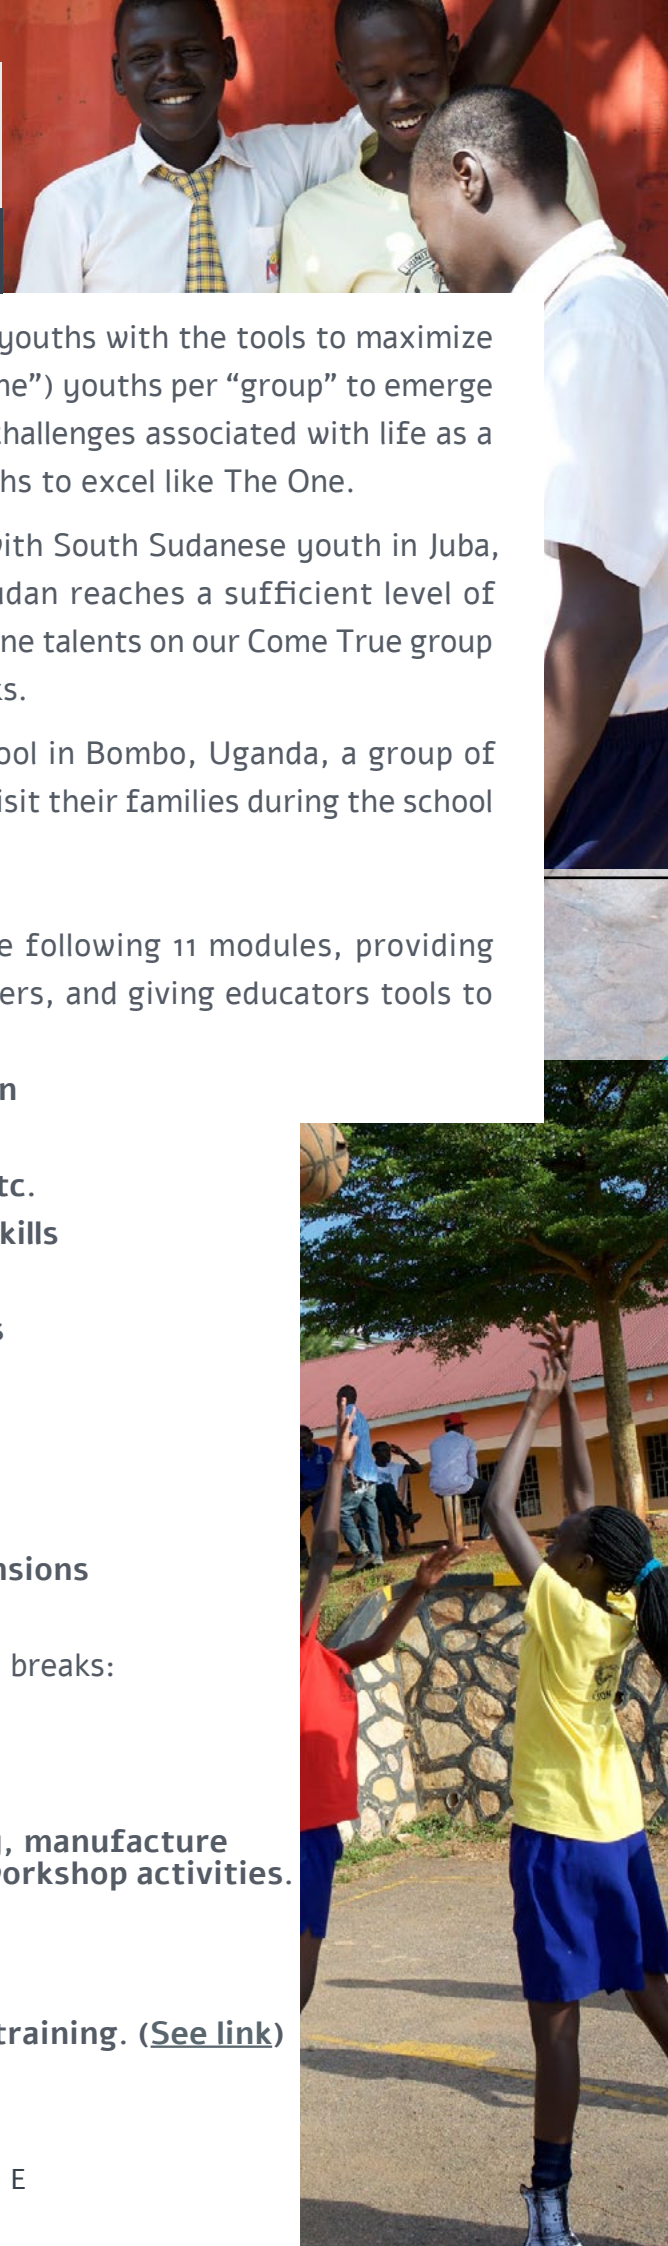 youths with the tools to maximize
ne”) youths per “group” to emerge
challenges associated with life as a
hs to excel like The One.
with South Sudanese youth in Juba,
udan reaches a sufficient level of
ne talents on our Come True group
s.
ool in Bombo, Uganda, a group of
isit their families during the school
e following 11 modules, providing
ers, and giving educators tools to
n
tc.
kills
s
nsions
breaks:
, manufacture
workshop activities.
training. (See link)
E